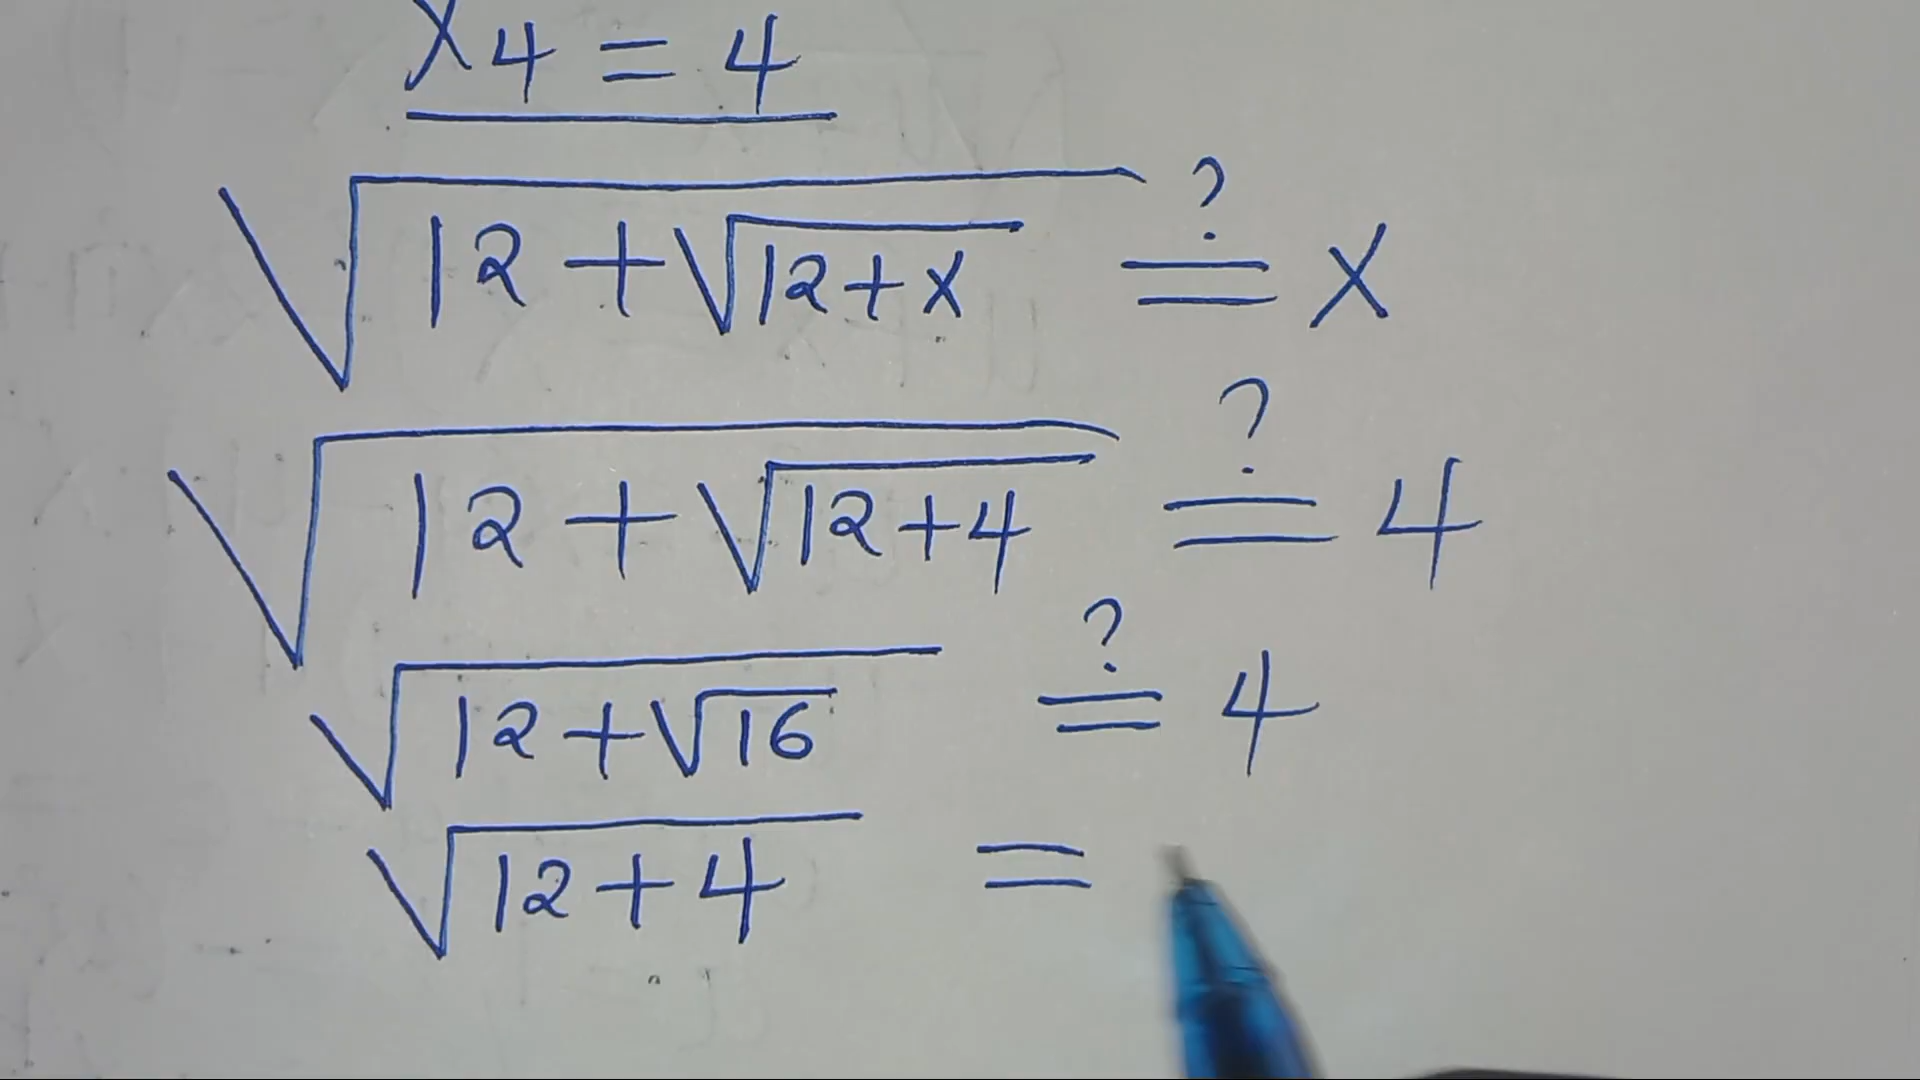 x₄ = 4
√(12 + √(12 + x)) ≟ x
√(12 + √(12 + 4)) ≟ 4
√(12 + √16) ≟ 4
√(12 + 4) =